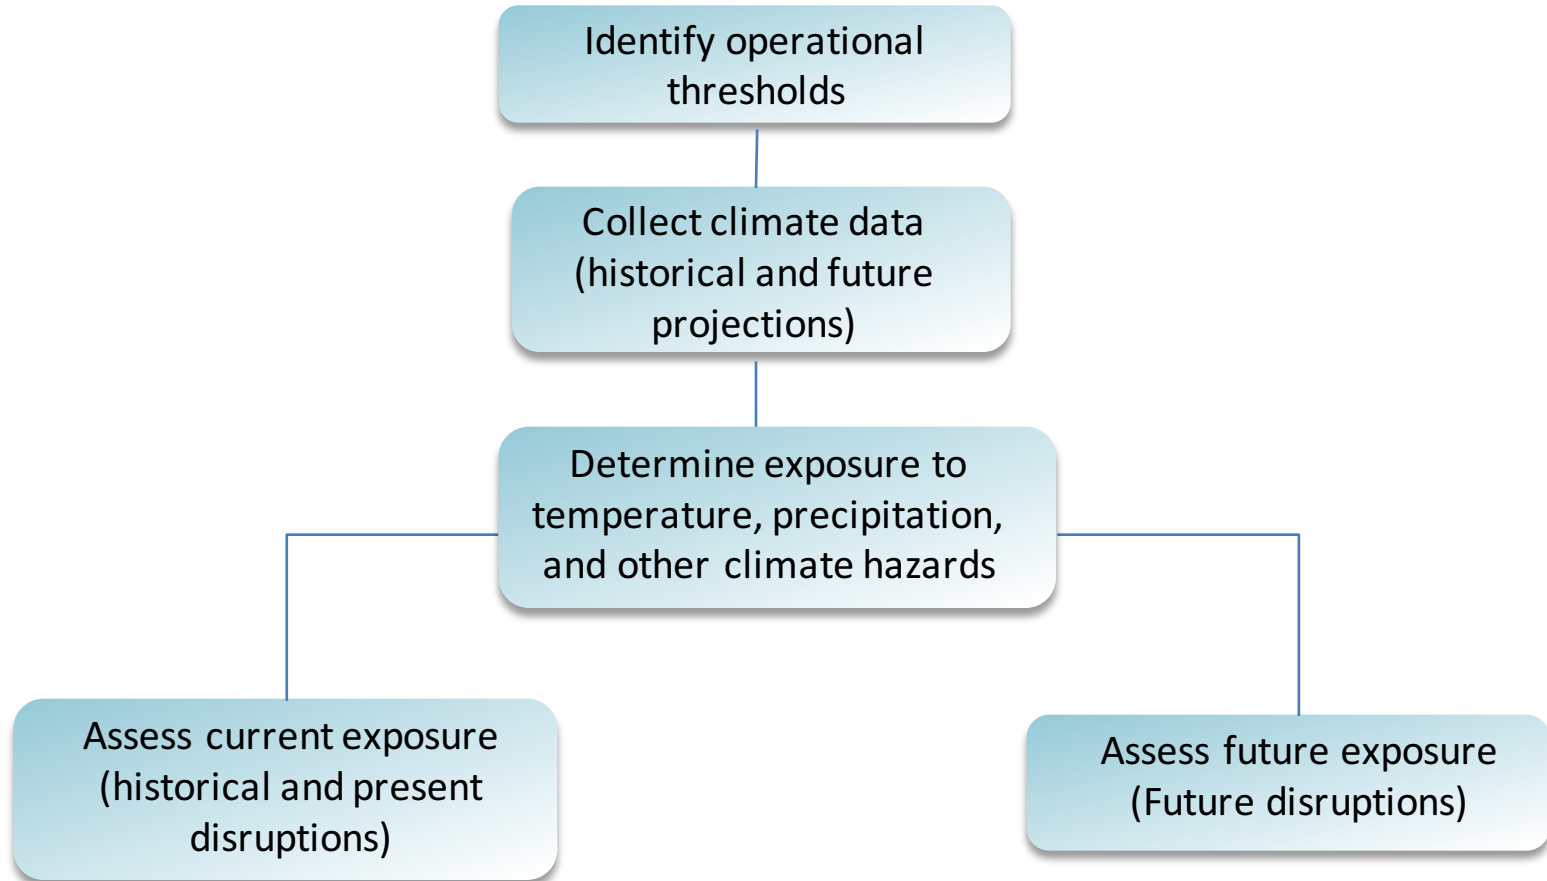 Identify operational
thresholds
Collect climate data
(historical and future
projections)
Determine exposure to
temperature, precipitation,
and other climate hazards
Assess current exposure
(historical and present
disruptions)
Assess future exposure
(Future disruptions)